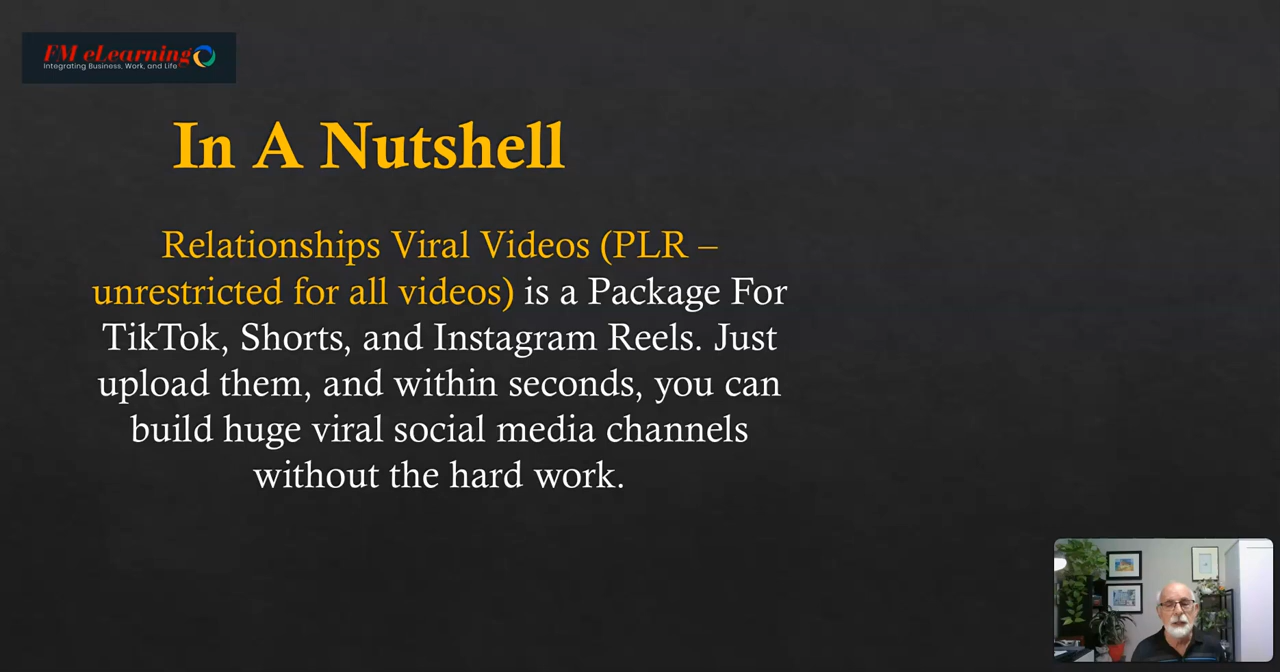 FM eLearning
Integrating Business, Work, and Life
In A Nutshell
Relationships Viral Videos (PLR –
unrestricted for all videos) is a Package For
TikTok, Shorts, and Instagram Reels. Just
upload them, and within seconds, you can
build huge viral social media channels
without the hard work.